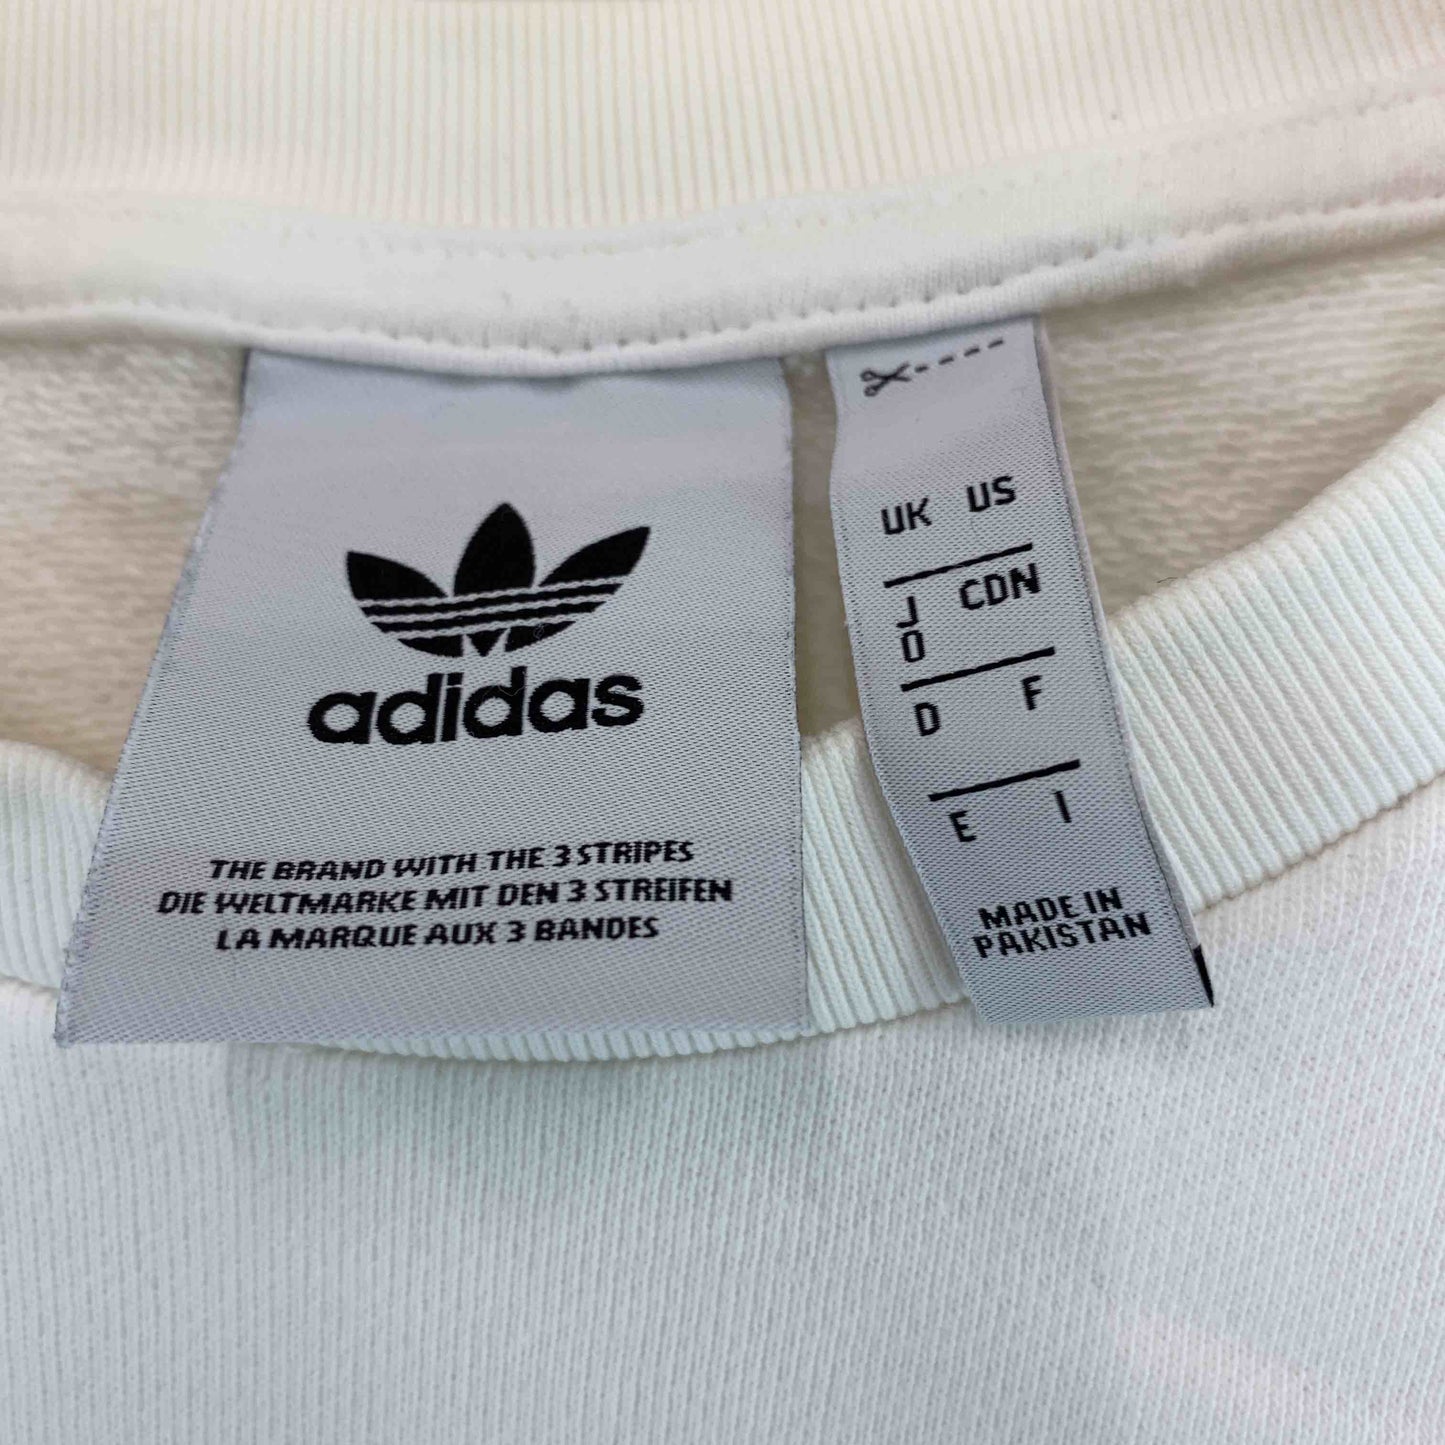 adidas
THE BRAND WITH THE 3 STRIPES
DIE WELTMARKE MIT DEN 3 STREIFEN
LA MARQUE AUX 3 BANDES
UK US
JO CDN
D F
E I
MADE IN
PAKISTAN